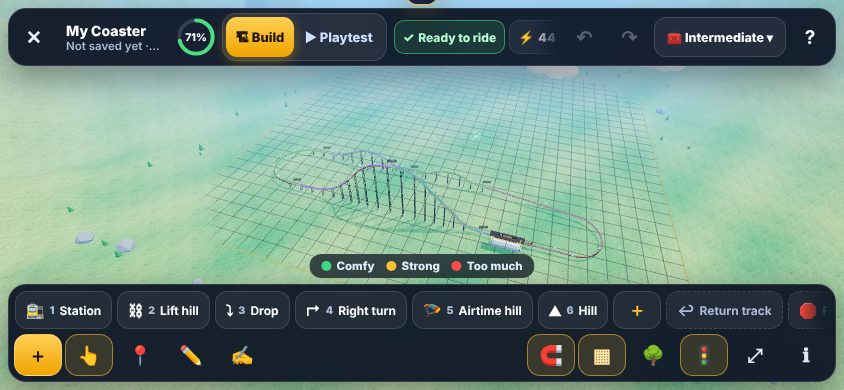 My Coaster
Not saved yet ·...
71%
Build
Playtest
✓ Ready to ride
44
Intermediate ▾
?
Comfy
Strong
Too much
1 Station
2 Lift hill
3 Drop
4 Right turn
5 Airtime hill
6 Hill
+
Return track
+